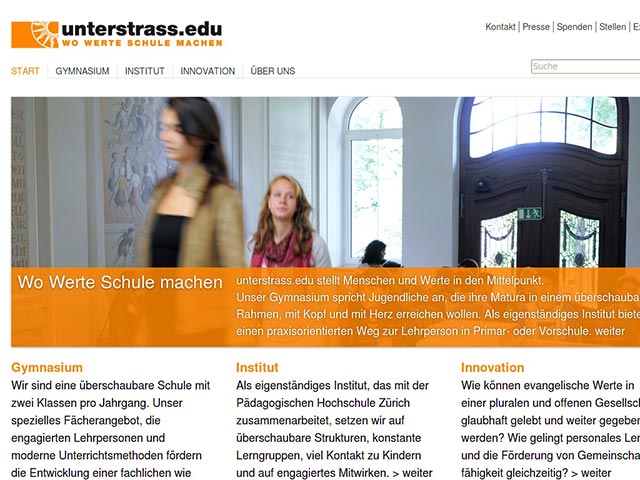 unterstrass.edu
WO WERTE SCHULE MACHEN
Kontakt | Presse | Spenden | Stellen |
START GYMNASIUM INSTITUT INNOVATION ÜBER UNS
Suche
Wo Werte Schule machen
unterstrass.edu stellt Menschen und Werte in den Mittelpunkt.
Unser Gymnasium spricht Jugendliche an, die ihre Matura in einem überschauba
Rahmen, mit Kopf und mit Herz erreichen wollen. Als eigenständiges Institut biete
einen praxisorientierten Weg zur Lehrperson in Primar- oder Vorschule. weiter
Gymnasium
Wir sind eine überschaubare Schule mit
zwei Klassen pro Jahrgang. Unser
spezielles Fächerangebot, die
engagierten Lehrpersonen und
moderne Unterrichtsmethoden fördern
die Entwicklung einer fachlichen wie
Institut
Als eigenständiges Institut, das mit der
Pädagogischen Hochschule Zürich
zusammenarbeitet, setzen wir auf
überschaubare Strukturen, konstante
Lerngruppen, viel Kontakt zu Kindern
und auf engagiertes Mitwirken. > weiter
Innovation
Wie können evangelische Werte in
einer pluralen und offenen Gesellsc
glaubhaft gelebt und weiter gegeben
werden? Wie gelingt personales Ler
und die Förderung von Gemeinscha
fähigkeit gleichzeitig? > weiter